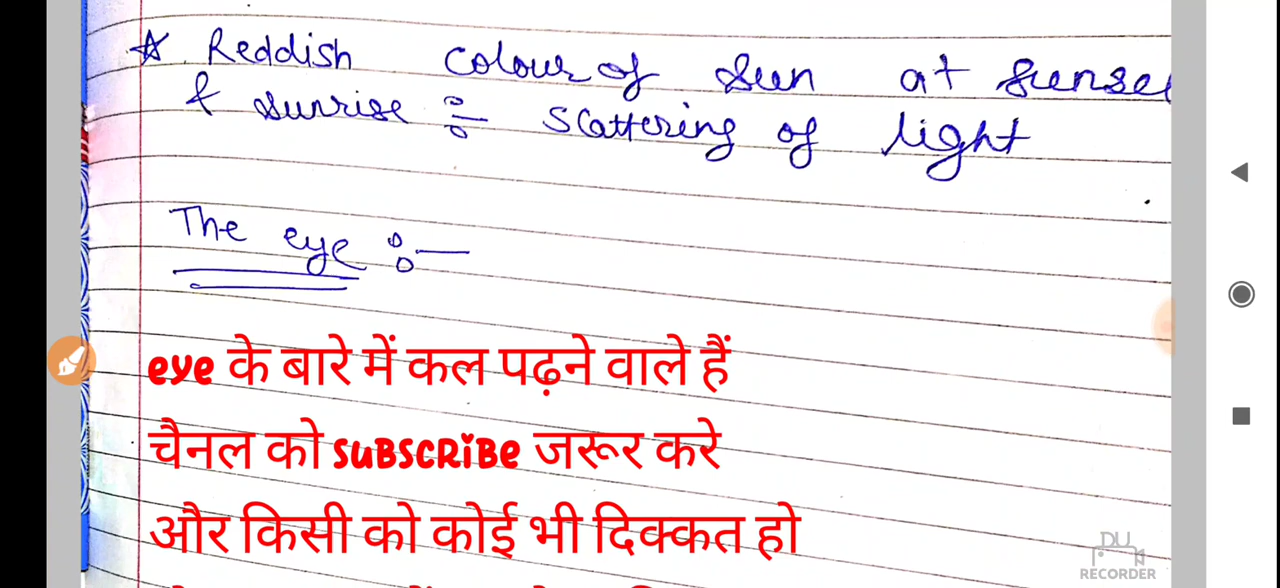 ☆ Reddish colour of sun at sunse
& sunrise :- scattering of light
The eye :-
eye के बारे में कल पढ़ने वाले हैं
चैनल को SUBSCRIBE जरूर करे
और किसी को कोई भी दिक्कत हो
DU
RECORDER